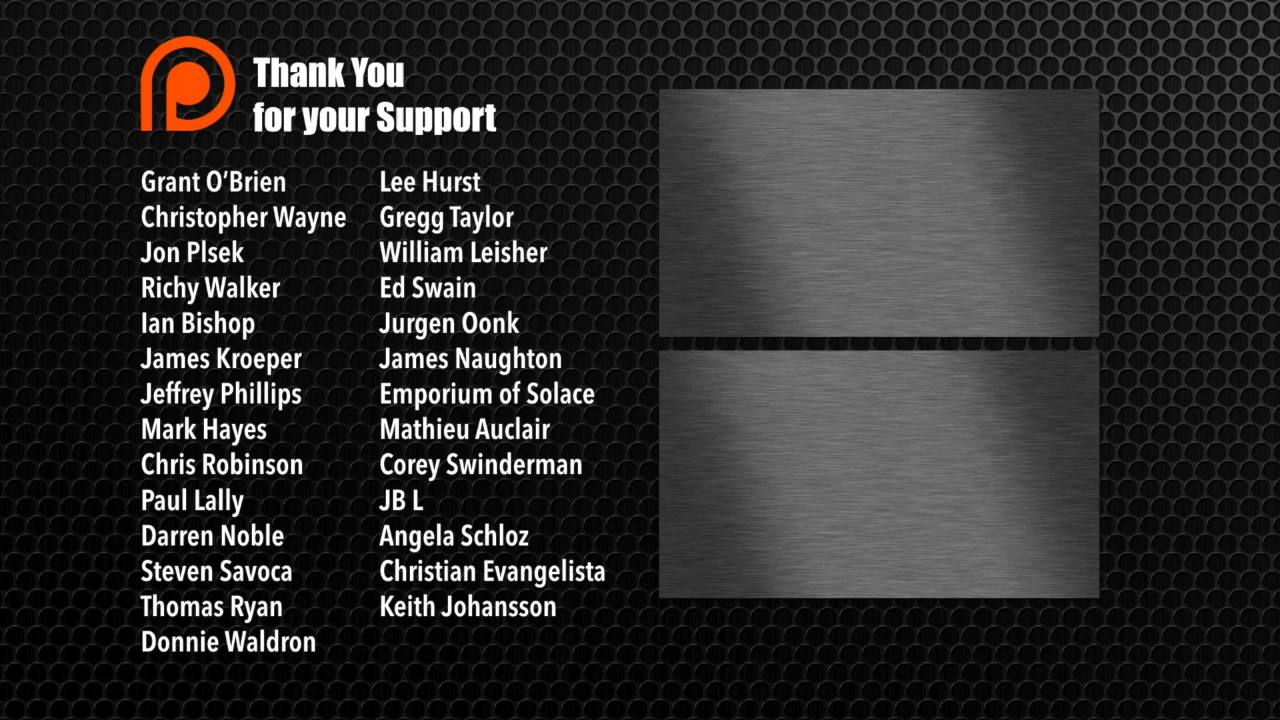 Thank You
for your Support
Grant O’Brien
Christopher Wayne
Jon Plsek
Richy Walker
Ian Bishop
James Kroeper
Jeffrey Phillips
Mark Hayes
Chris Robinson
Paul Lally
Darren Noble
Steven Savoca
Thomas Ryan
Donnie Waldron
Lee Hurst
Gregg Taylor
William Leisher
Ed Swain
Jurgen Oonk
James Naughton
Emporium of Solace
Mathieu Auclair
Corey Swinderman
JB L
Angela Schloz
Christian Evangelista
Keith Johansson